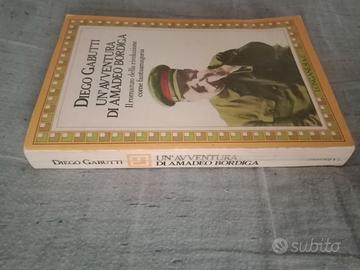 DIEGO GABUTTI
UN'AVVENTURA
DI AMADEO BORDIGA
Il romanzo della rivoluzione
come fantasmagoria
LONGANESI & C.
DIEGO GABUTTI
UN'AVVENTURA
DI AMADEO BORDIGA
subito